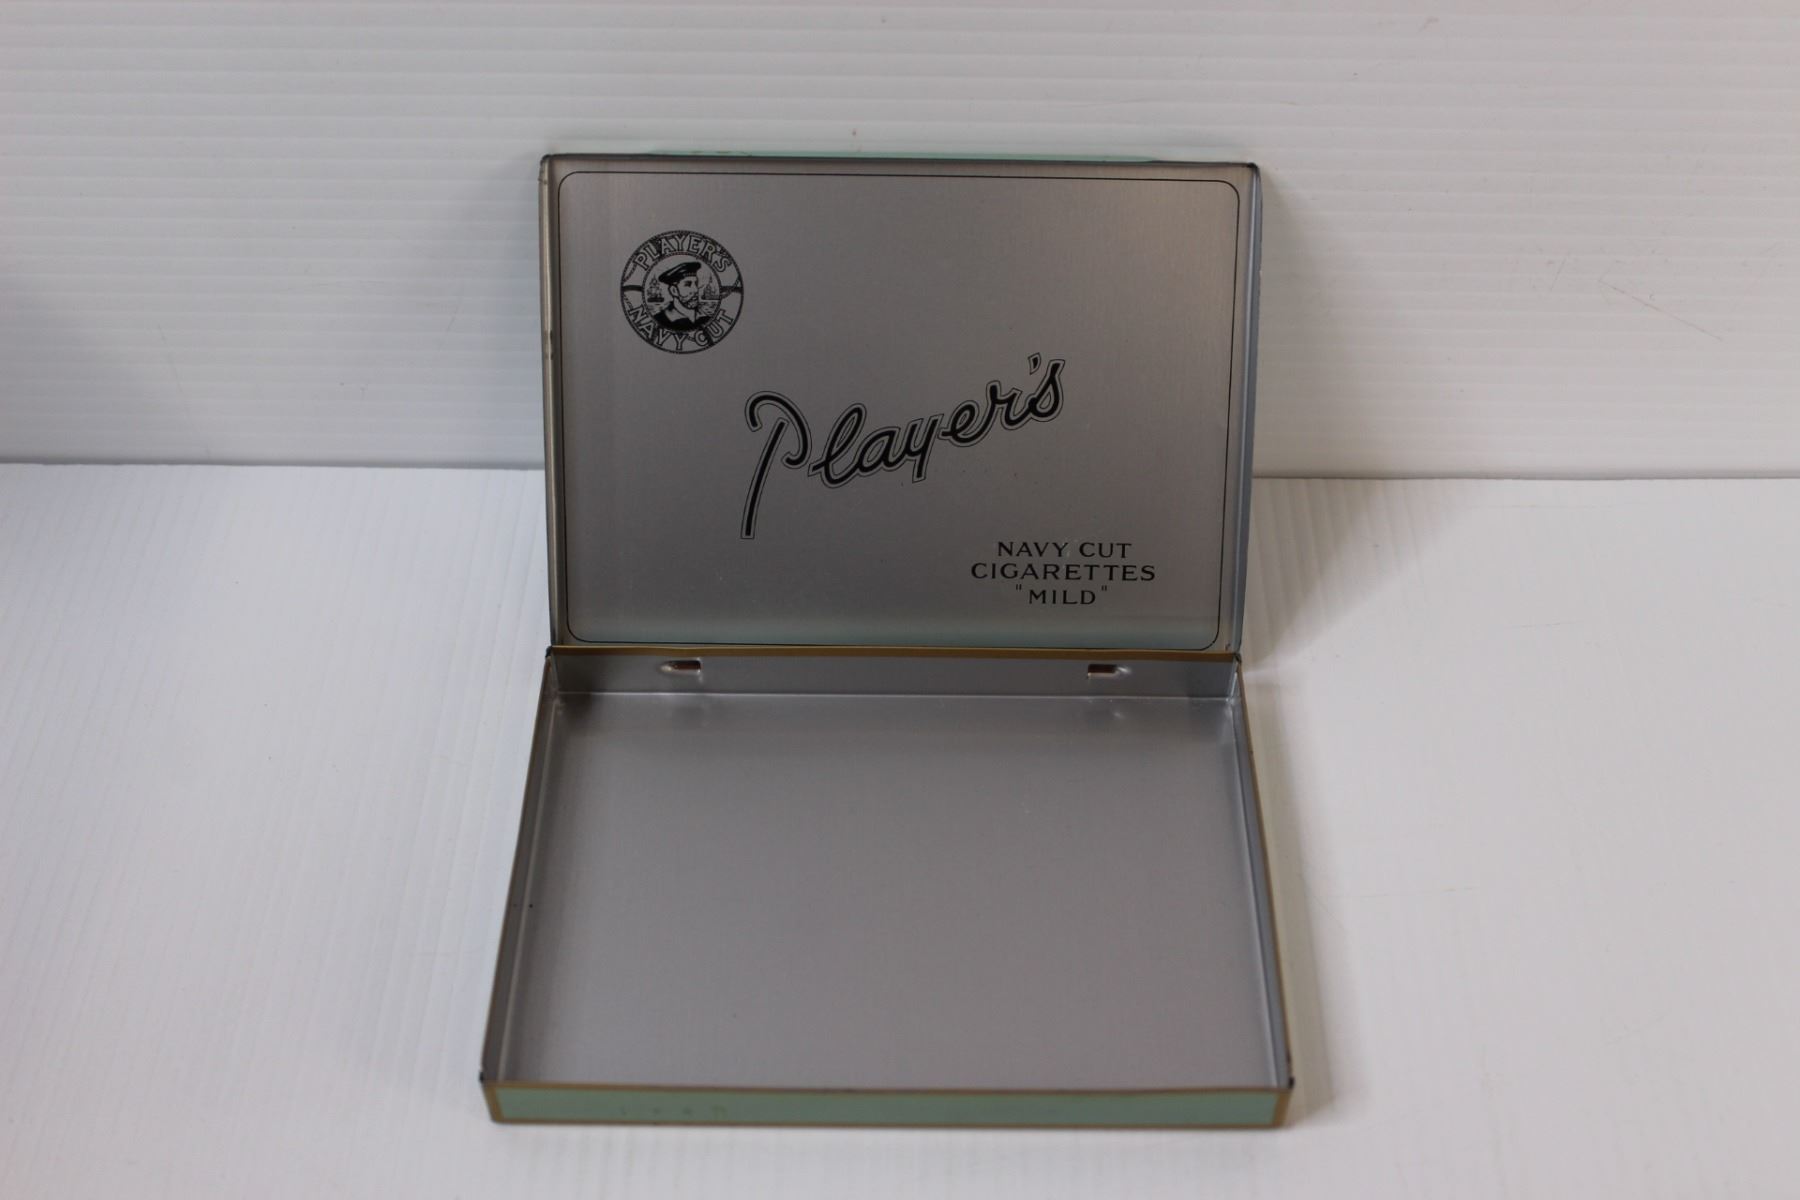 PLAYER'S
NAVY CUT
Player's
NAVY CUT
CIGARETTES
"MILD"